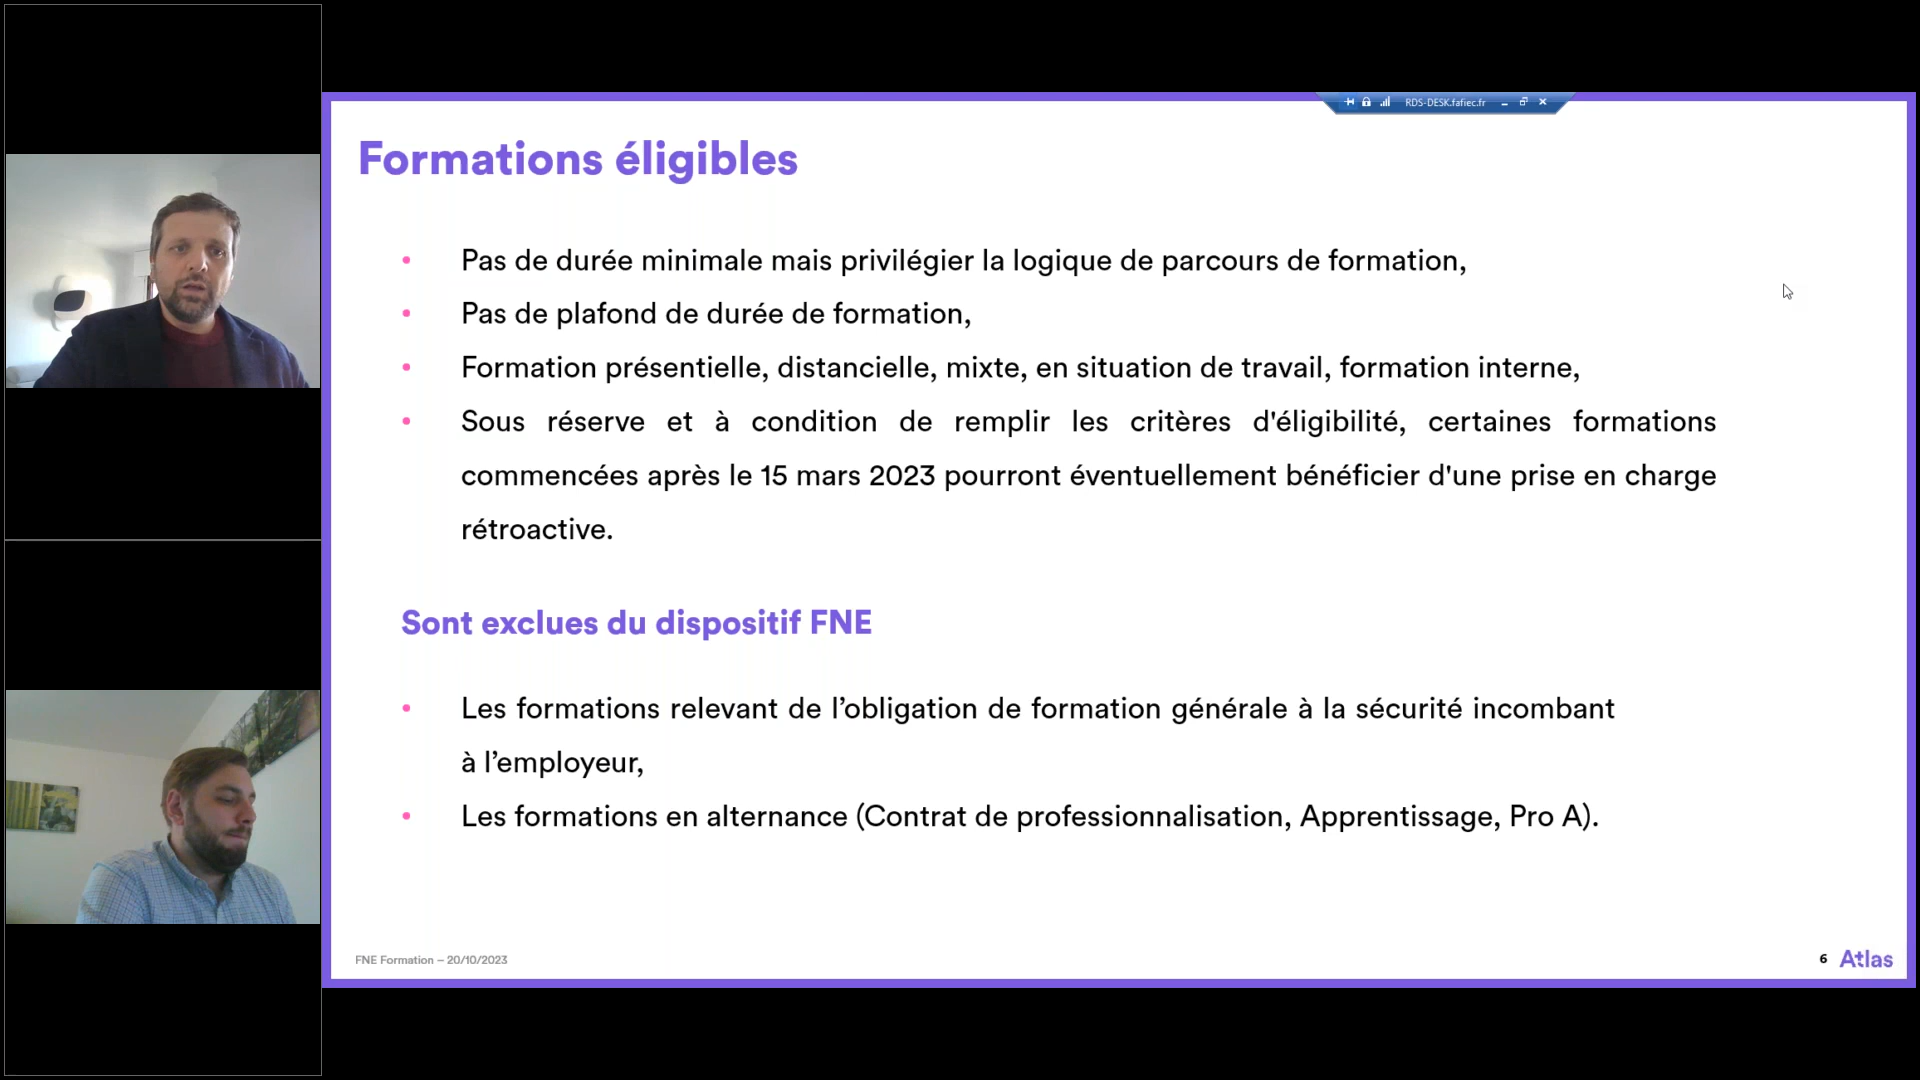 RDS-DESK.fafiec.fr
Formations éligibles
• Pas de durée minimale mais privilégier la logique de parcours de formation,
• Pas de plafond de durée de formation,
• Formation présentielle, distancielle, mixte, en situation de travail, formation interne,
• Sous réserve et à condition de remplir les critères d'éligibilité, certaines formations
commencées après le 15 mars 2023 pourront éventuellement bénéficier d'une prise en charge
rétroactive.
Sont exclues du dispositif FNE
• Les formations relevant de l’obligation de formation générale à la sécurité incombant
à l’employeur,
• Les formations en alternance (Contrat de professionnalisation, Apprentissage, Pro A).
FNE Formation – 20/10/2023
6 Atlas